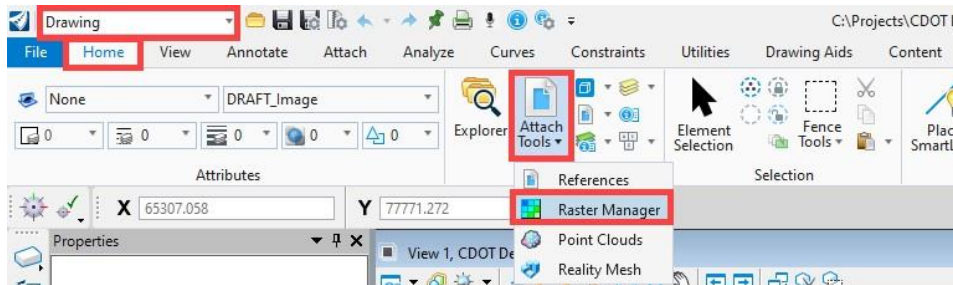 Drawing
C:\Projects\CDOT
File Home View Annotate Attach Analyze Curves Constraints Utilities Drawing Aids Content
None DRAFT_Image
0 0 0 0 0
Explorer Attach Tools Element Selection Fence Tools
Attributes Selection
X 65307.058 Y 77771.272
References
Raster Manager
Point Clouds
Reality Mesh
Properties
View 1, CDOT De